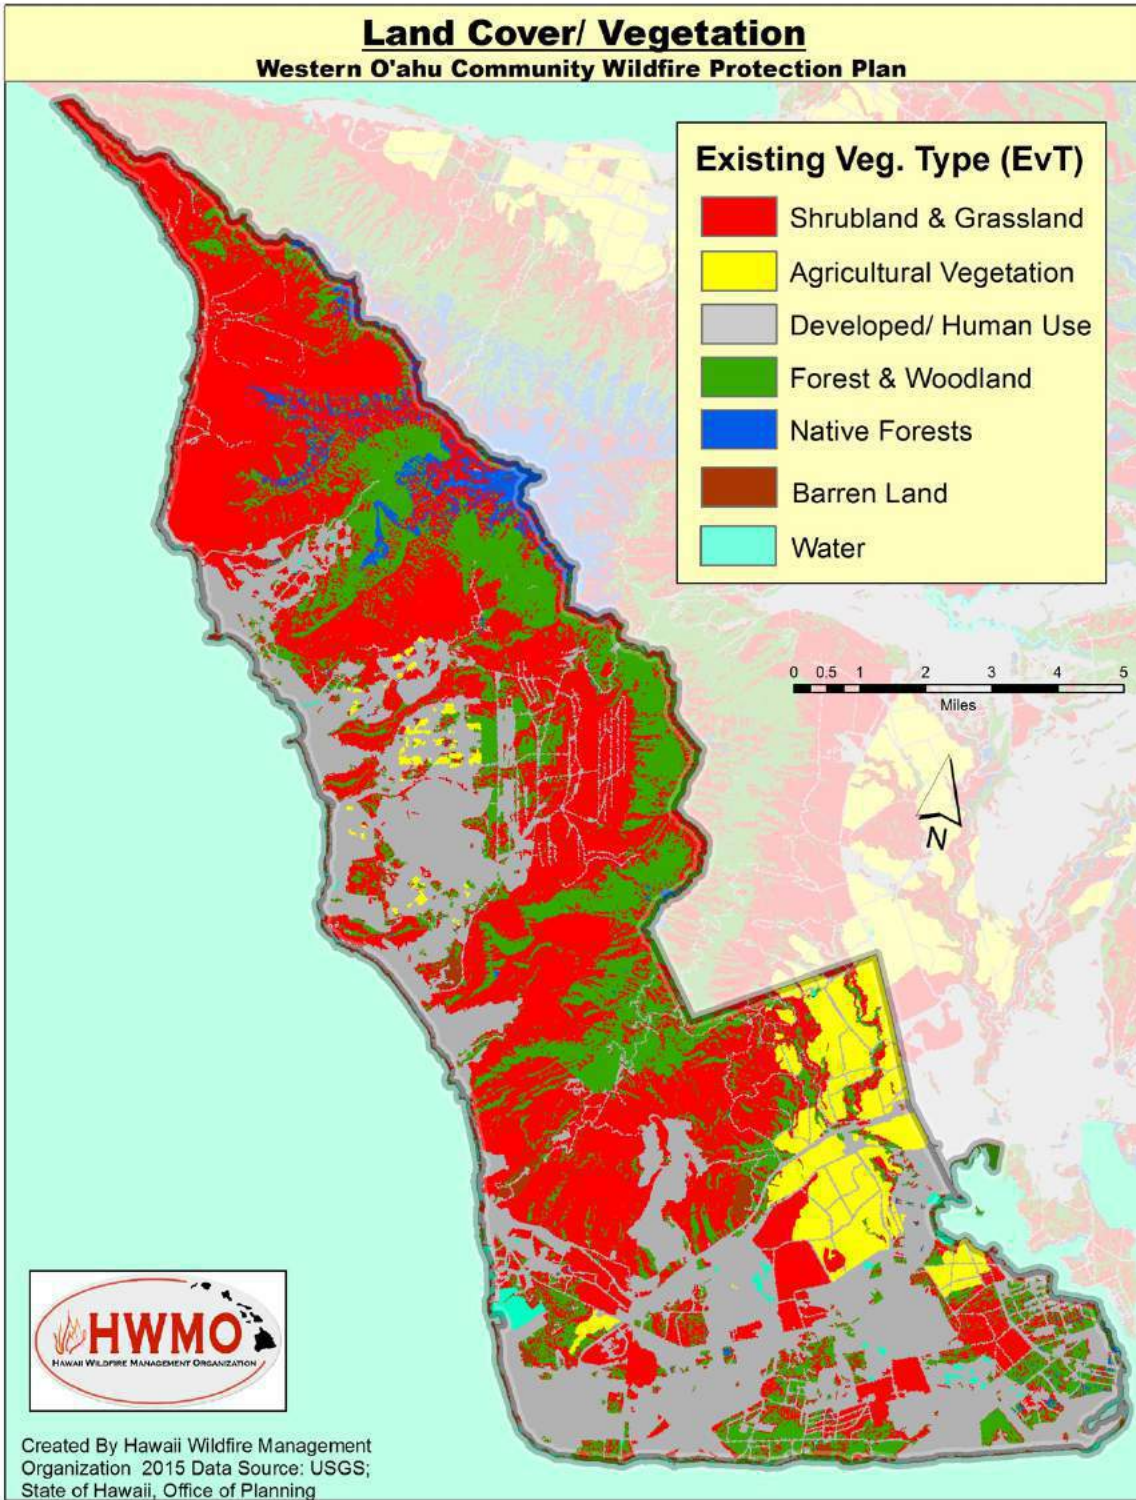 Land Cover/ Vegetation
Western O'ahu Community Wildfire Protection Plan
Existing Veg. Type (EvT)
Shrubland & Grassland
Agricultural Vegetation
Developed/ Human Use
Forest & Woodland
Native Forests
Barren Land
Water
0 0.5 1 2 3 4 5
Miles
N
HWMO
HAWAII WILDFIRE MANAGEMENT ORGANIZATION
Created By Hawaii Wildfire Management
Organization 2015 Data Source: USGS;
State of Hawaii, Office of Planning